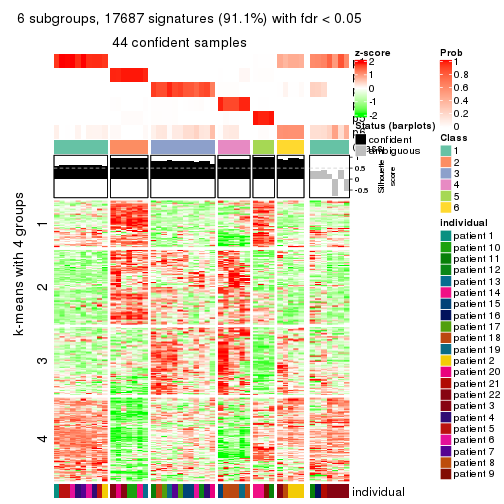 6 subgroups, 17687 signatures (91.1%) with fdr < 0.05
44 confident samples
k-means with 4 groups
1
2
3
4
z-score
2
1
0
-1
-2
Status (barplots)
confident
ambiguous
1
0.5
0
-0.5
Silhouette
score
Prob
1
0.8
0.6
0.4
0.2
0
Class
1
2
3
4
5
6
individual
patient 1
patient 10
patient 11
patient 12
patient 13
patient 14
patient 15
patient 16
patient 17
patient 18
patient 19
patient 2
patient 20
patient 21
patient 22
patient 3
patient 4
patient 5
patient 6
patient 7
patient 8
patient 9
individual